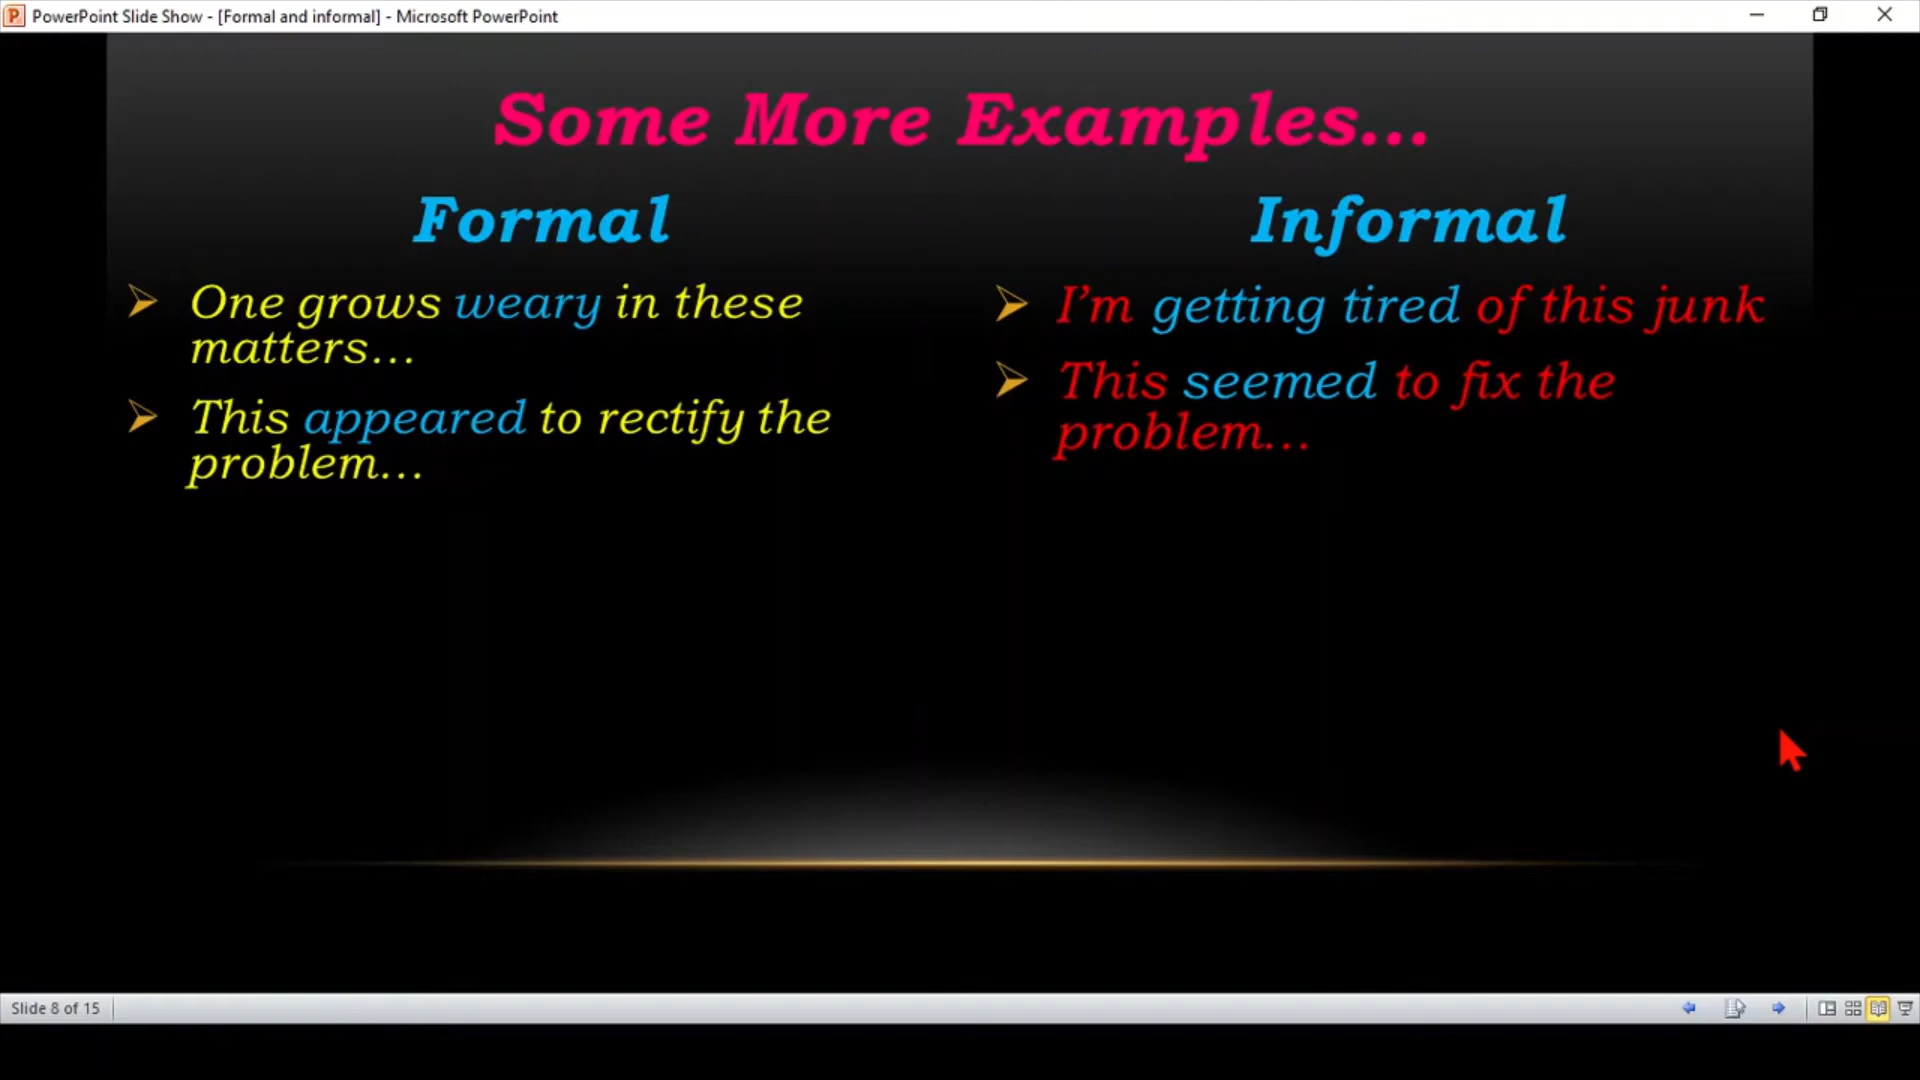 PowerPoint Slide Show - [Formal and informal] - Microsoft PowerPoint
Some More Examples...
Formal
One grows weary in these
matters...
This appeared to rectify the
problem...
Informal
I’m getting tired of this junk
This seemed to fix the
problem...
Slide 8 of 15